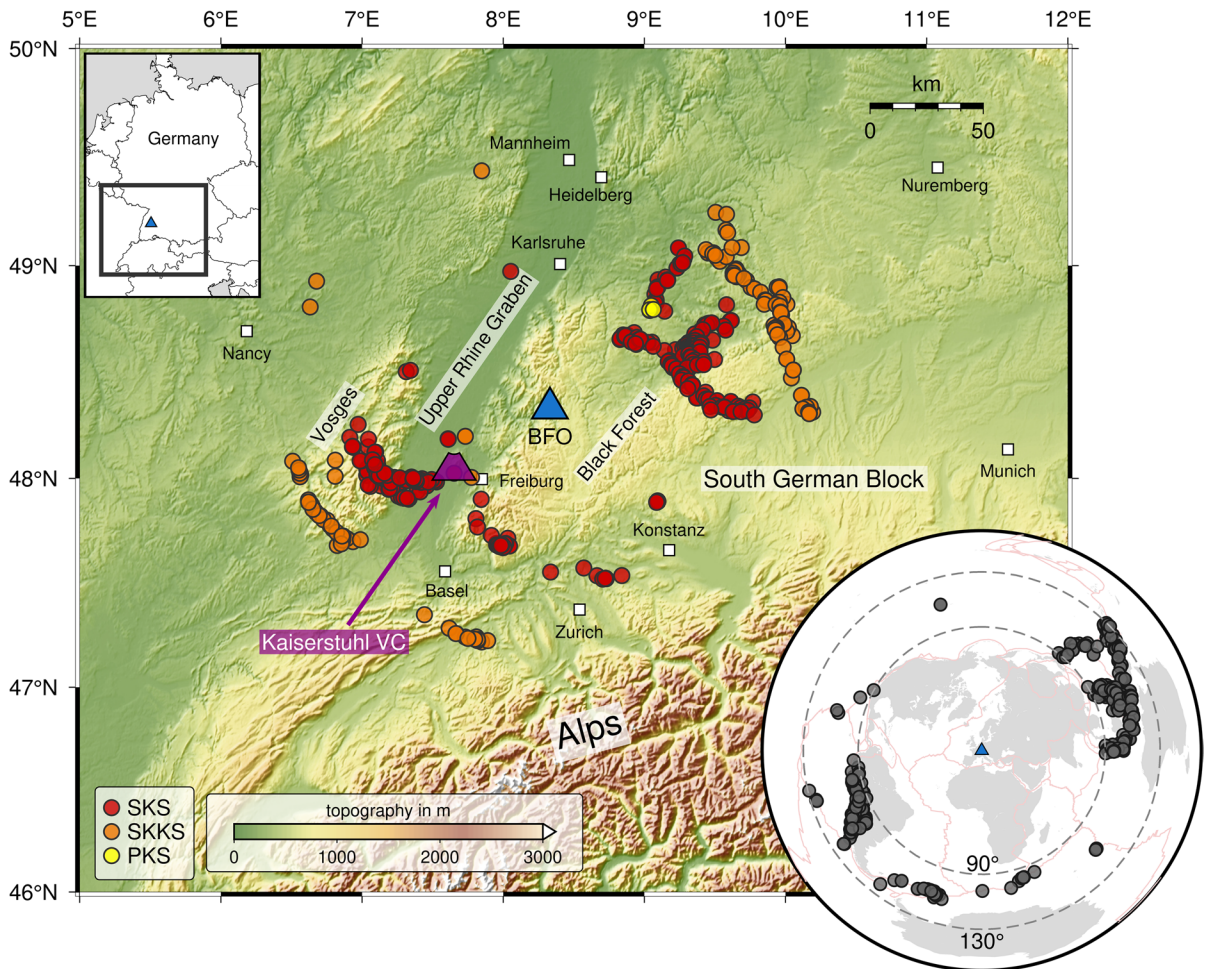 5°E 6°E 7°E 8°E 9°E 10°E 11°E 12°E
50°N
49°N
48°N
47°N
46°N
Germany
km
0 50
Mannheim
Heidelberg
Nuremberg
Karlsruhe
Nancy
Upper Rhine Graben
Vosges
BFO
Black Forest
Freiburg
South German Block
Munich
Konstanz
Basel
Zurich
Kaiserstuhl VC
Alps
SKS
SKKS
PKS
topography in m
0 1000 2000 3000
90°
130°